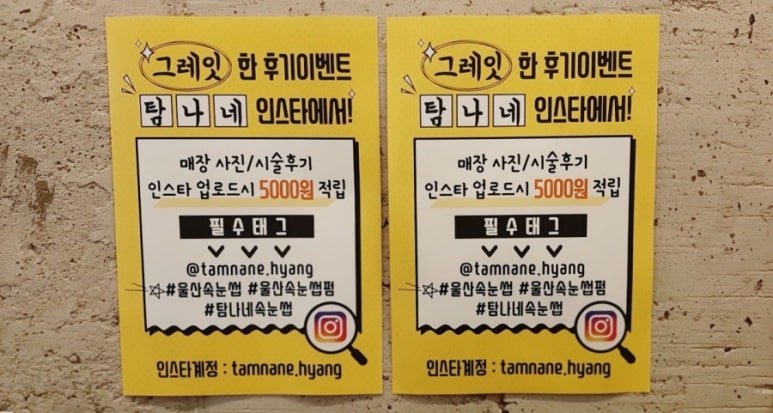 그레잇 한 후기이벤트
탐나네 인스타에서!
매장 사진/시술후기
인스타 업로드시 5000원 적립
필수태그
@tamnane.hyang
#울산속눈썹 #울산속눈썹펌
#탐나네속눈썹
인스타계정 : tamnane.hyang
그레잇 한 후기이벤트
탐나네 인스타에서!
매장 사진/시술후기
인스타 업로드시 5000원 적립
필수태그
@tamnane.hyang
#울산속눈썹 #울산속눈썹펌
#탐나네속눈썹
인스타계정 : tamnane.hyang